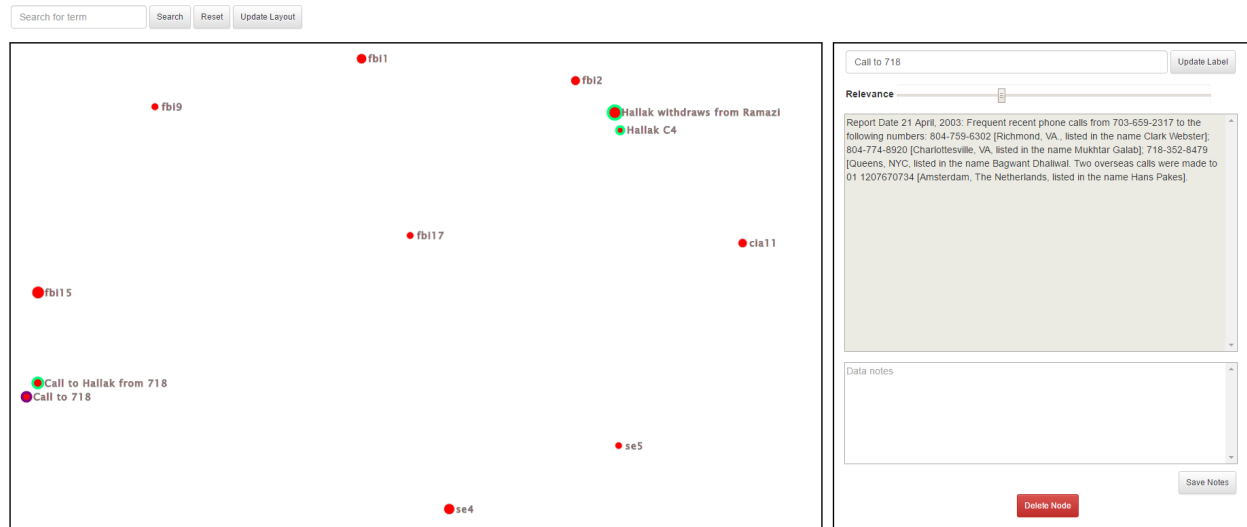 Search for term
Search
Reset
Update Layout
fbi1
fbi2
fbi9
Hallak withdraws from Ramazi
Hallak C4
fbi17
cia11
fbi15
Call to Hallak from 718
Call to 718
se5
se4
Call to 718
Update Label
Relevance
Report Date 21 April, 2003: Frequent recent phone calls from 703-659-2317 to the
following numbers: 804-759-6302 [Richmond, VA., listed in the name Clark Webster];
804-774-8920 [Charlottesville, VA, listed in the name Mukhtar Galab]; 718-352-8479
[Queens, NYC, listed in the name Bagwant Dhaliwal. Two overseas calls were made to
01 1207670734 [Amsterdam, The Netherlands, listed in the name Hans Pakes].
Data notes
Save Notes
Delete Node